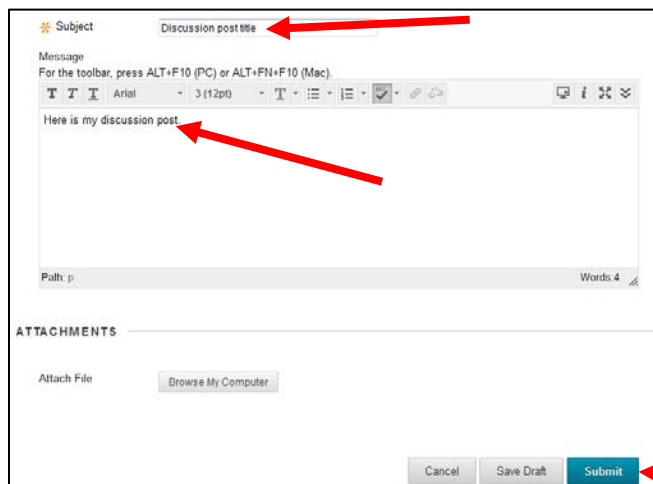 Subject Discussion post title
Message
For the toolbar, press ALT+F10 (PC) or ALT+FN+F10 (Mac).
T T T Arial 3 (12pt) T
Here is my discussion post.
Path: p Words:4
ATTACHMENTS
Attach File Browse My Computer
Cancel Save Draft Submit